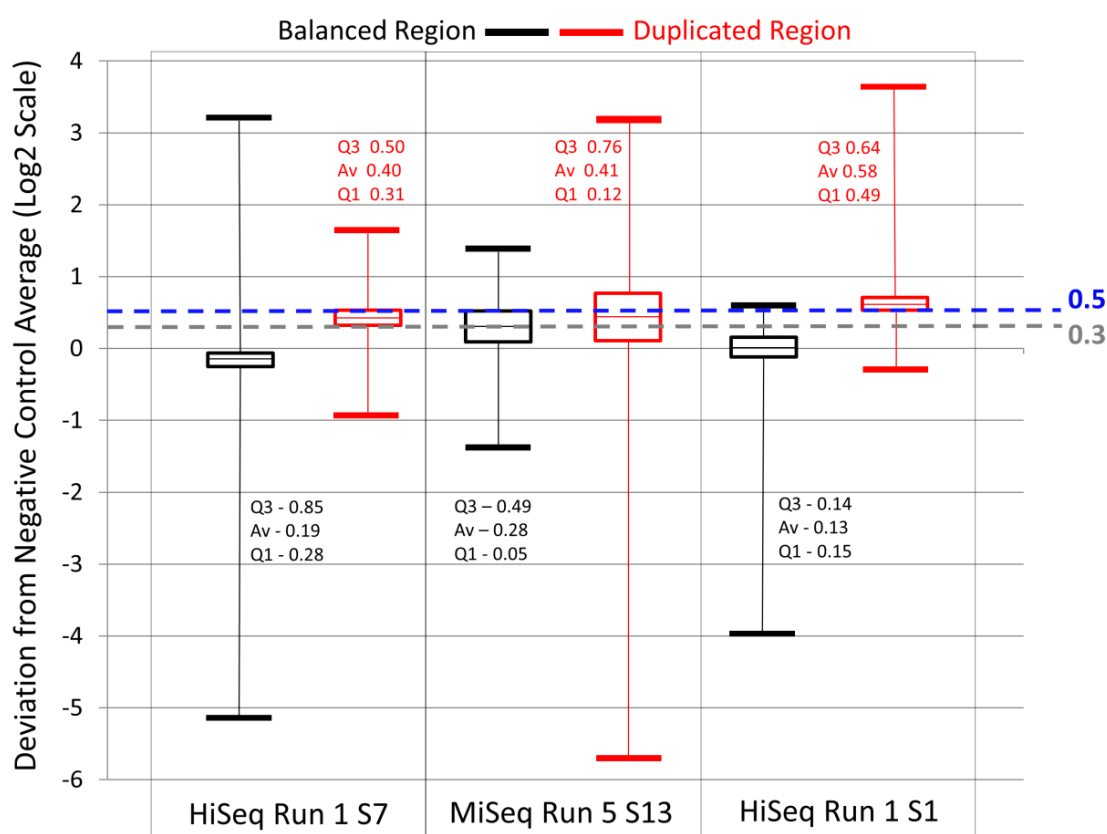 Balanced Region
Duplicated Region
Deviation from Negative Control Average (Log2 Scale)
4
3
2
1
0
-1
-2
-3
-4
-5
-6
Q3 0.50
Av 0.40
Q1 0.31
Q3 0.76
Av 0.41
Q1 0.12
Q3 0.64
Av 0.58
Q1 0.49
0.5
0.3
Q3 - 0.85
Av - 0.19
Q1 - 0.28
Q3 – 0.49
Av – 0.28
Q1 - 0.05
Q3 - 0.14
Av - 0.13
Q1 - 0.15
HiSeq Run 1 S7
MiSeq Run 5 S13
HiSeq Run 1 S1